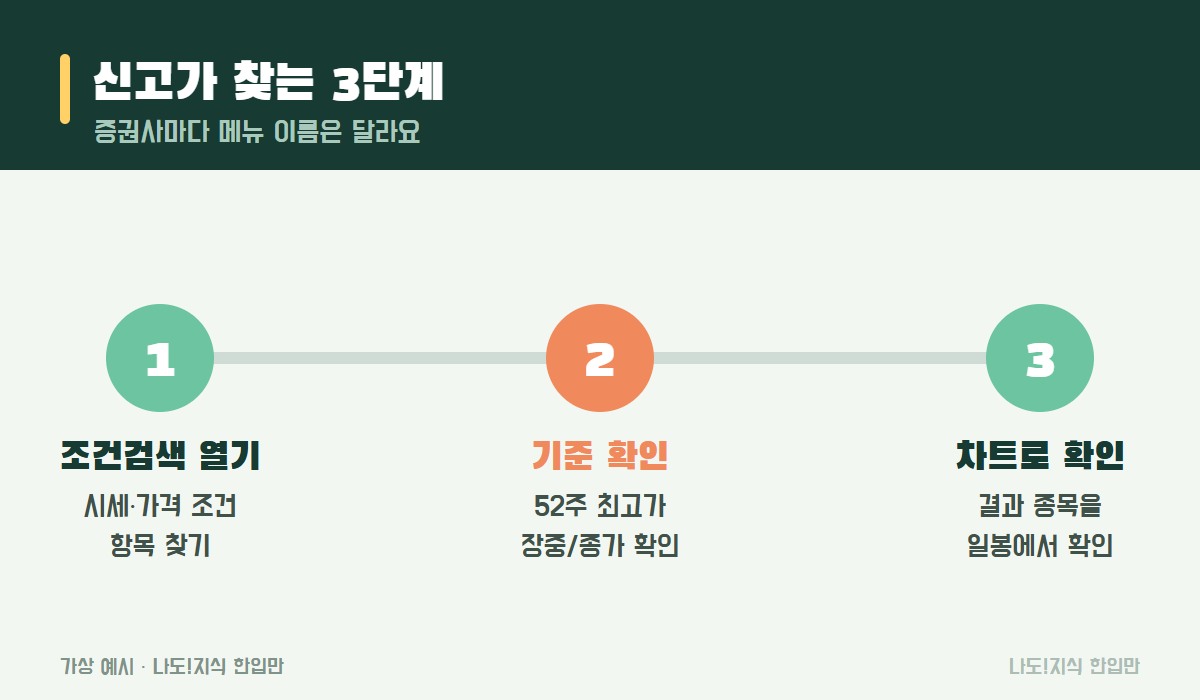 신고가 찾는 3단계
증권사마다 메뉴 이름은 달라요
1
조건검색 열기
시세·가격 조건
항목 찾기
2
기준 확인
52주 최고가
장중/종가 확인
3
차트로 확인
결과 종목을
일봉에서 확인
가상 예시 · 나도!지식 한입만
나도!지식 한입만